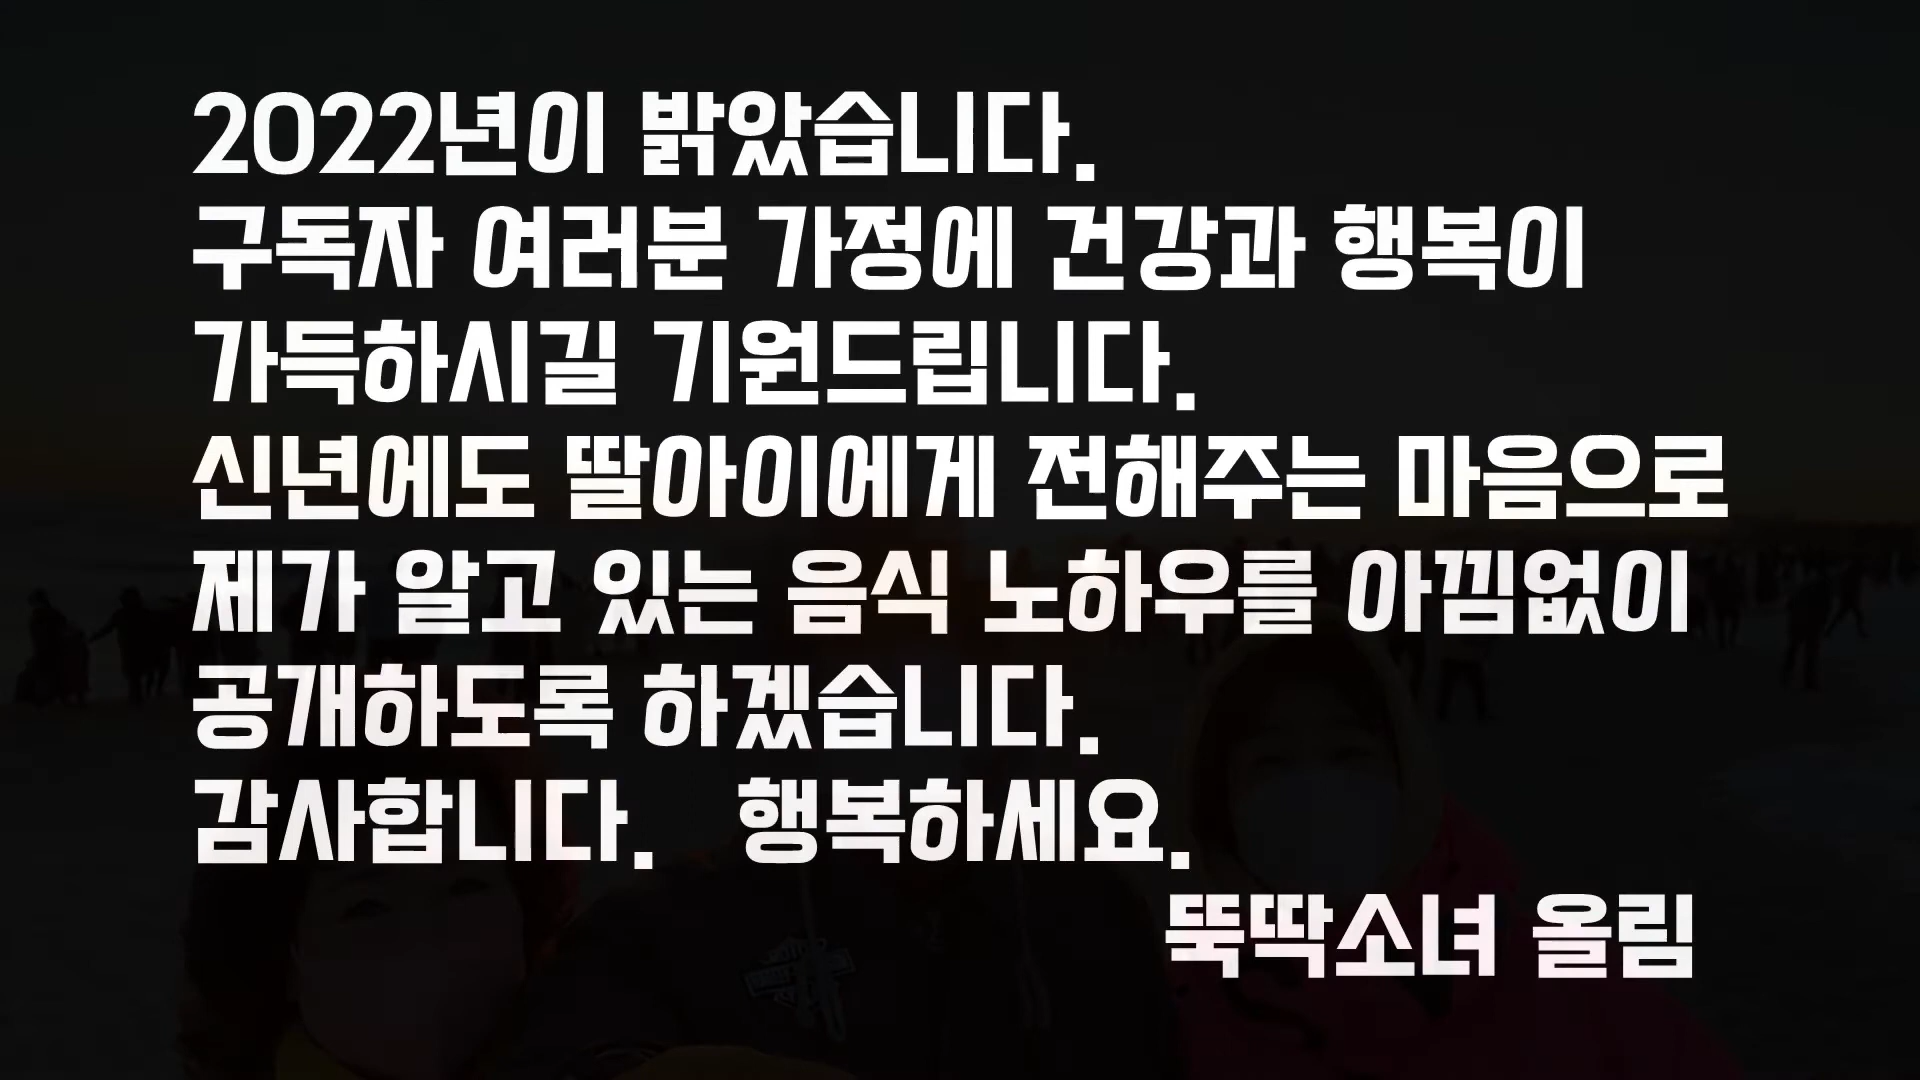 2022년이 밝았습니다.
구독자 여러분 가정에 건강과 행복이
가득하시길 기원드립니다.
신년에도 딸아이에게 전해주는 마음으로
제가 알고 있는 음식 노하우를 아낌없이
공개하도록 하겠습니다.
감사합니다. 행복하세요.
뚝딱소녀 올림